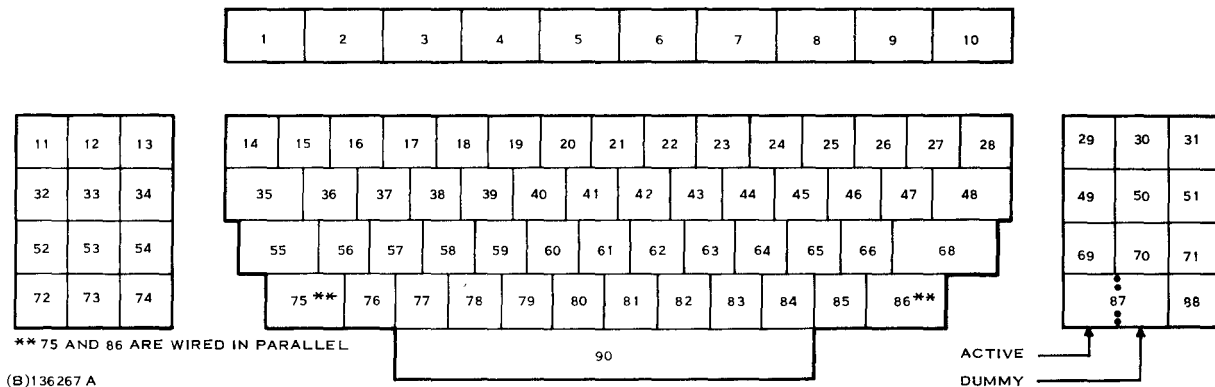 1 2 3 4 5 6 7 8 9 10
11 12 13 14 15 16 17 18 19 20 21 22 23 24 25 26 27 28 29 30 31
32 33 34 35 36 37 38 39 40 41 42 43 44 45 46 47 48 49 50 51
52 53 54 55 56 57 58 59 60 61 62 63 64 65 66 68 69 70 71
72 73 74 75 ** 76 77 78 79 80 81 82 83 84 85 86 ** 87 88
** 75 AND 86 ARE WIRED IN PARALLEL
90
ACTIVE
DUMMY
(B)136267 A